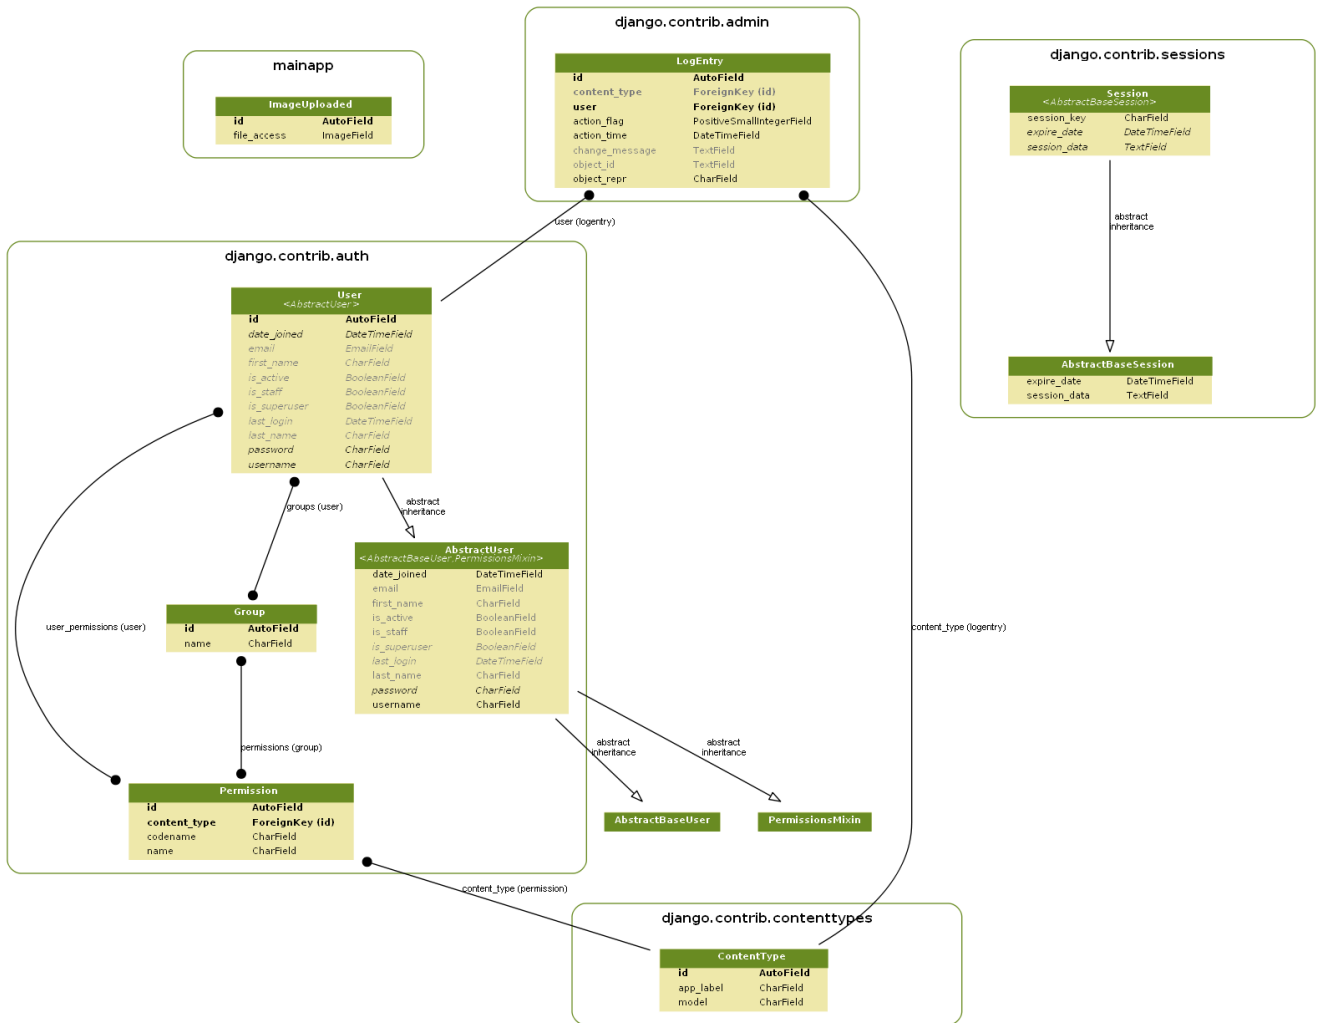 django.contrib.admin
LogEntry
id AutoField
content_type ForeignKey (id)
user ForeignKey (id)
action_flag PositiveSmallIntegerField
action_time DateTimeField
change_message TextField
object_id TextField
object_repr CharField
mainapp
ImageUploaded
id AutoField
file_access ImageField
django.contrib.sessions
Session
<AbstractBaseSession>
session_key CharField
expire_date DateTimeField
session_data TextField
abstract
inheritance
AbstractBaseSession
expire_date DateTimeField
session_data TextField
user (logentry)
django.contrib.auth
User
<AbstractUser>
id AutoField
date_joined DateTimeField
email EmailField
first_name CharField
is_active BooleanField
is_staff BooleanField
is_superuser BooleanField
last_login DateTimeField
last_name CharField
password CharField
username CharField
groups (user)
abstract
inheritance
AbstractUser
<AbstractBaseUser,PermissionsMixin>
date_joined DateTimeField
email EmailField
first_name CharField
is_active BooleanField
is_staff BooleanField
is_superuser BooleanField
last_login DateTimeField
last_name CharField
password CharField
username CharField
Group
id AutoField
name CharField
user_permissions (user)
content_type (logentry)
permissions (group)
abstract
inheritance
abstract
inheritance
Permission
id AutoField
content_type ForeignKey (id)
codename CharField
name CharField
AbstractBaseUser
PermissionsMixin
content_type (permission)
django.contrib.contenttypes
ContentType
id AutoField
app_label CharField
model CharField